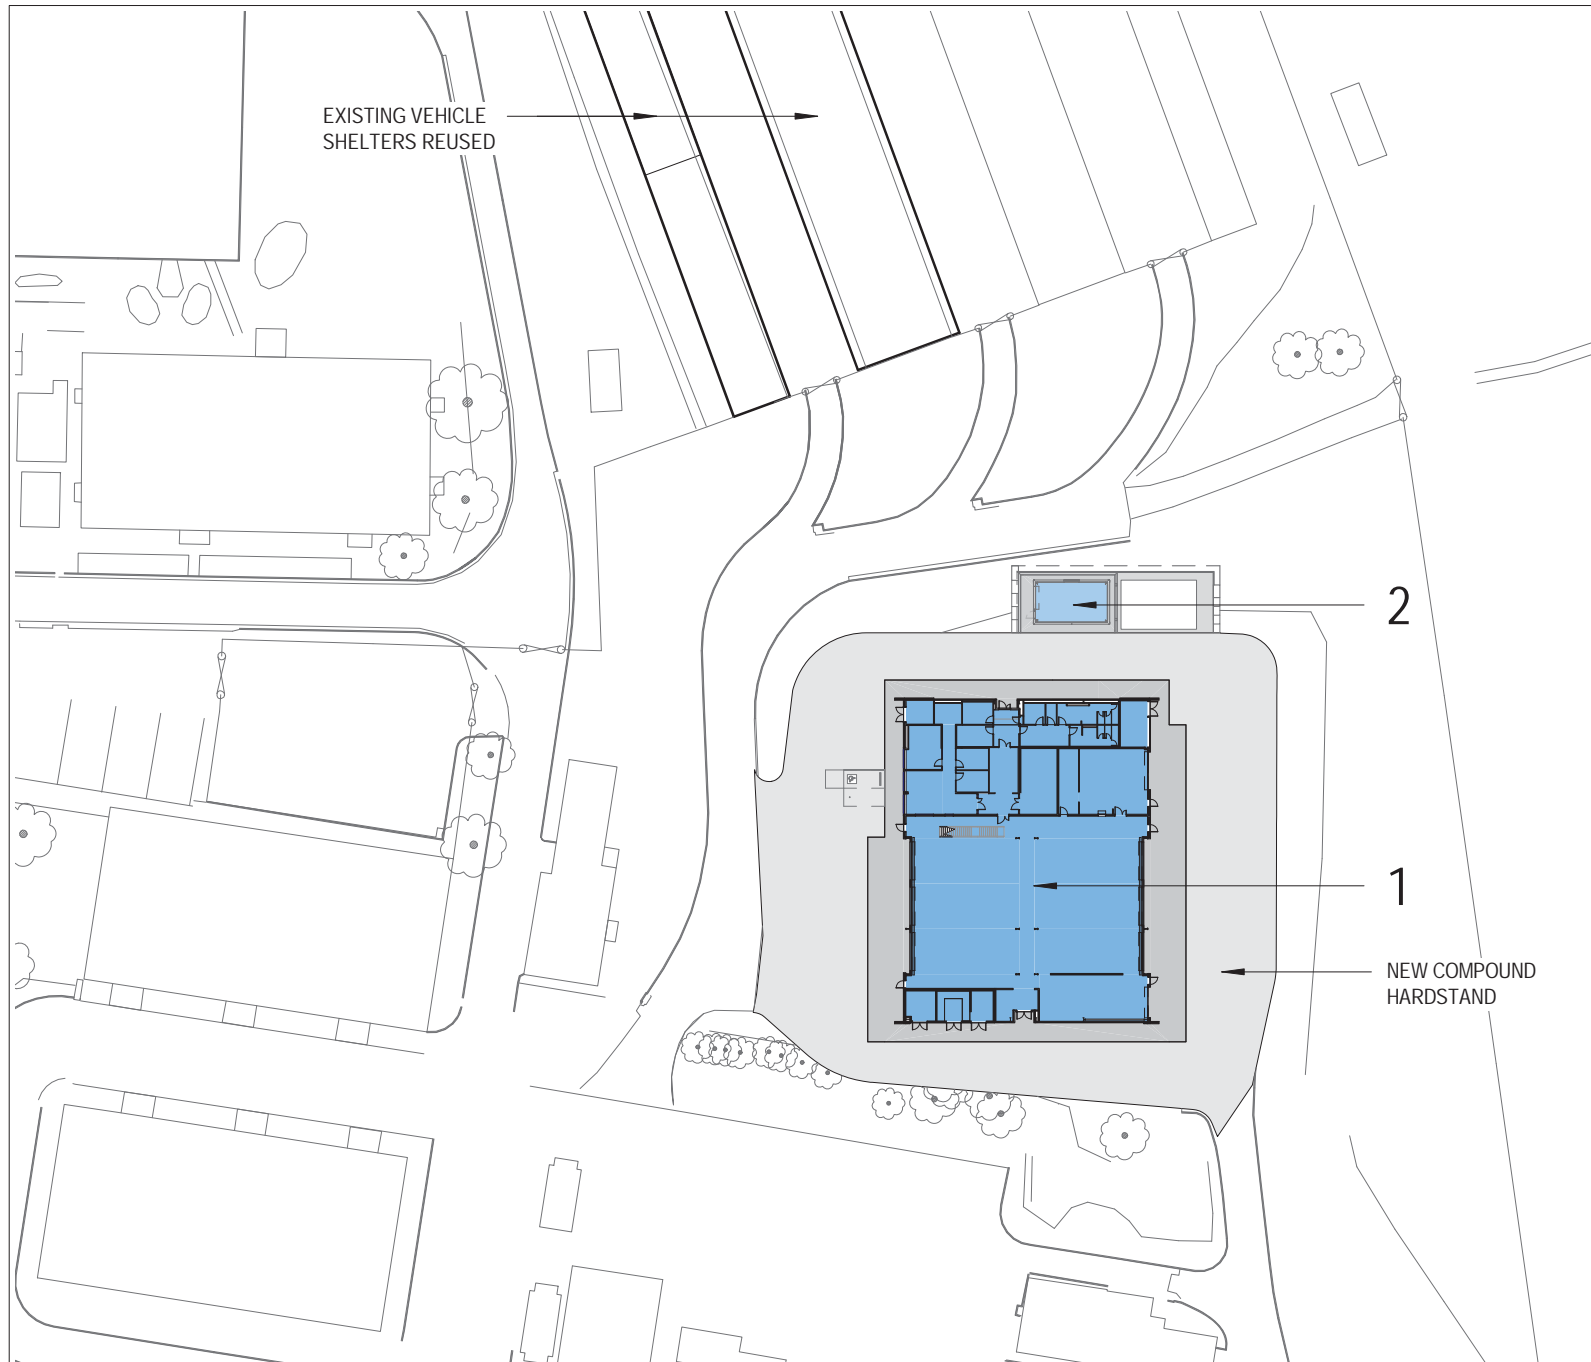 EXISTING VEHICLE
SHELTERS REUSED
2
1
NEW COMPOUND
HARDSTAND